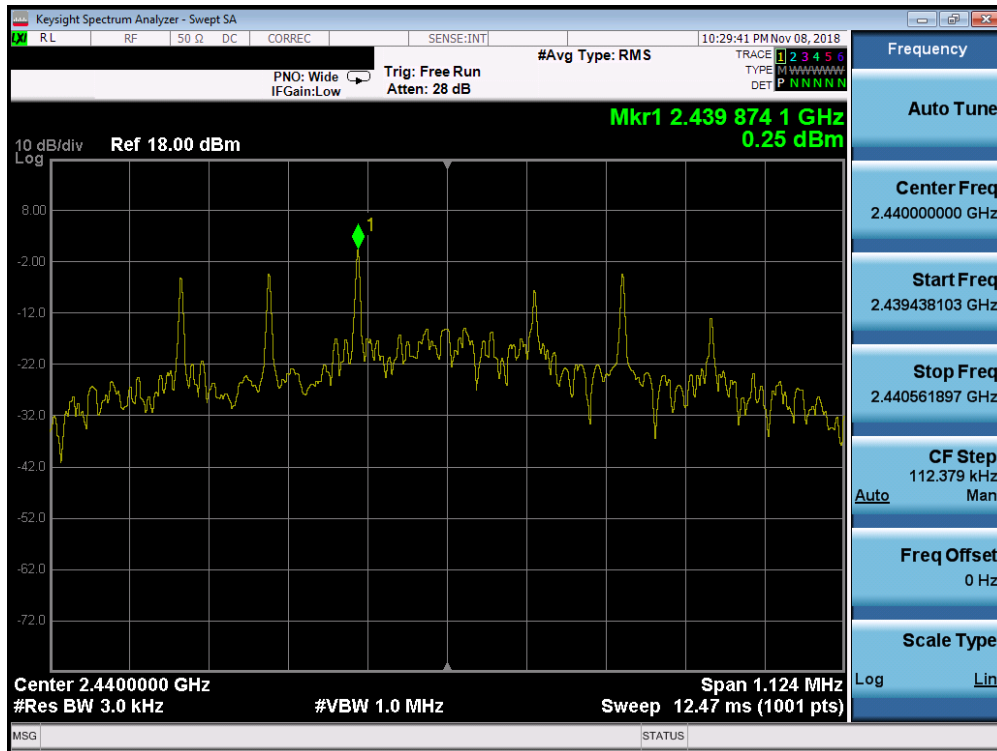 Keysight Spectrum Analyzer - Swept SA
LXI RL RF 50 Ω DC CORREC SENSE:INT 10:29:41 PM Nov 08, 2018
#Avg Type: RMS
TRACE 1 2 3 4 5 6
PNO: Wide Trig: Free Run
TYPE M WWWWW
IFGain:Low Atten: 28 dB
DET P N N N N N
Mkr1 2.439 874 1 GHz
0.25 dBm
10 dB/div Ref 18.00 dBm
Log
1
8.00
-2.00
-12.0
-22.0
-32.0
-42.0
-52.0
-62.0
-72.0
Center 2.4400000 GHz Span 1.124 MHz
#Res BW 3.0 kHz #VBW 1.0 MHz Sweep 12.47 ms (1001 pts)
MSG STATUS
Frequency
Auto Tune
Center Freq
2.440000000 GHz
Start Freq
2.439438103 GHz
Stop Freq
2.440561897 GHz
CF Step
112.379 kHz
Auto Man
Freq Offset
0 Hz
Scale Type
Log Lin